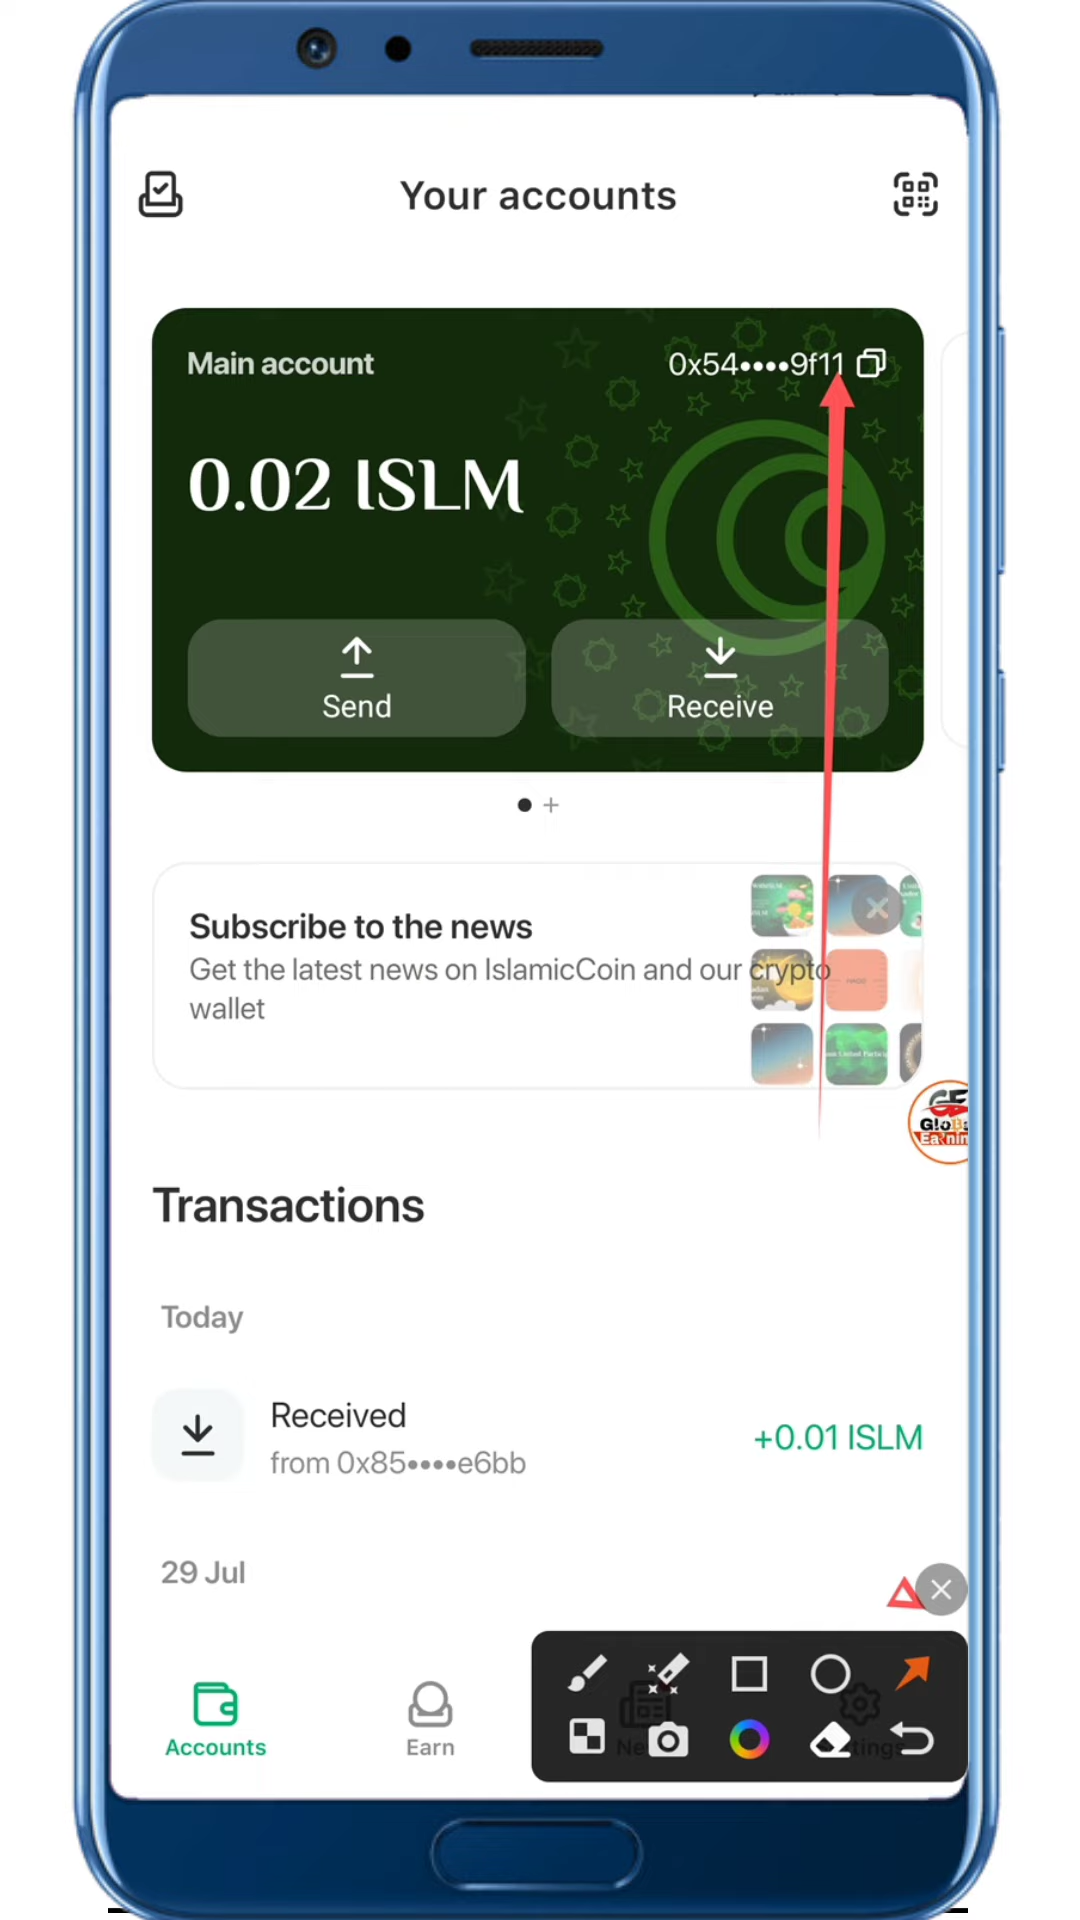 Your accounts
Main account
0x54••••9f11
0.02 ISLM
Send
Receive
Subscribe to the news
Get the latest news on IslamicCoin and our crypto
wallet
Transactions
Today
Received
from 0x85••••e6bb
+0.01 ISLM
29 Jul
Accounts
Earn